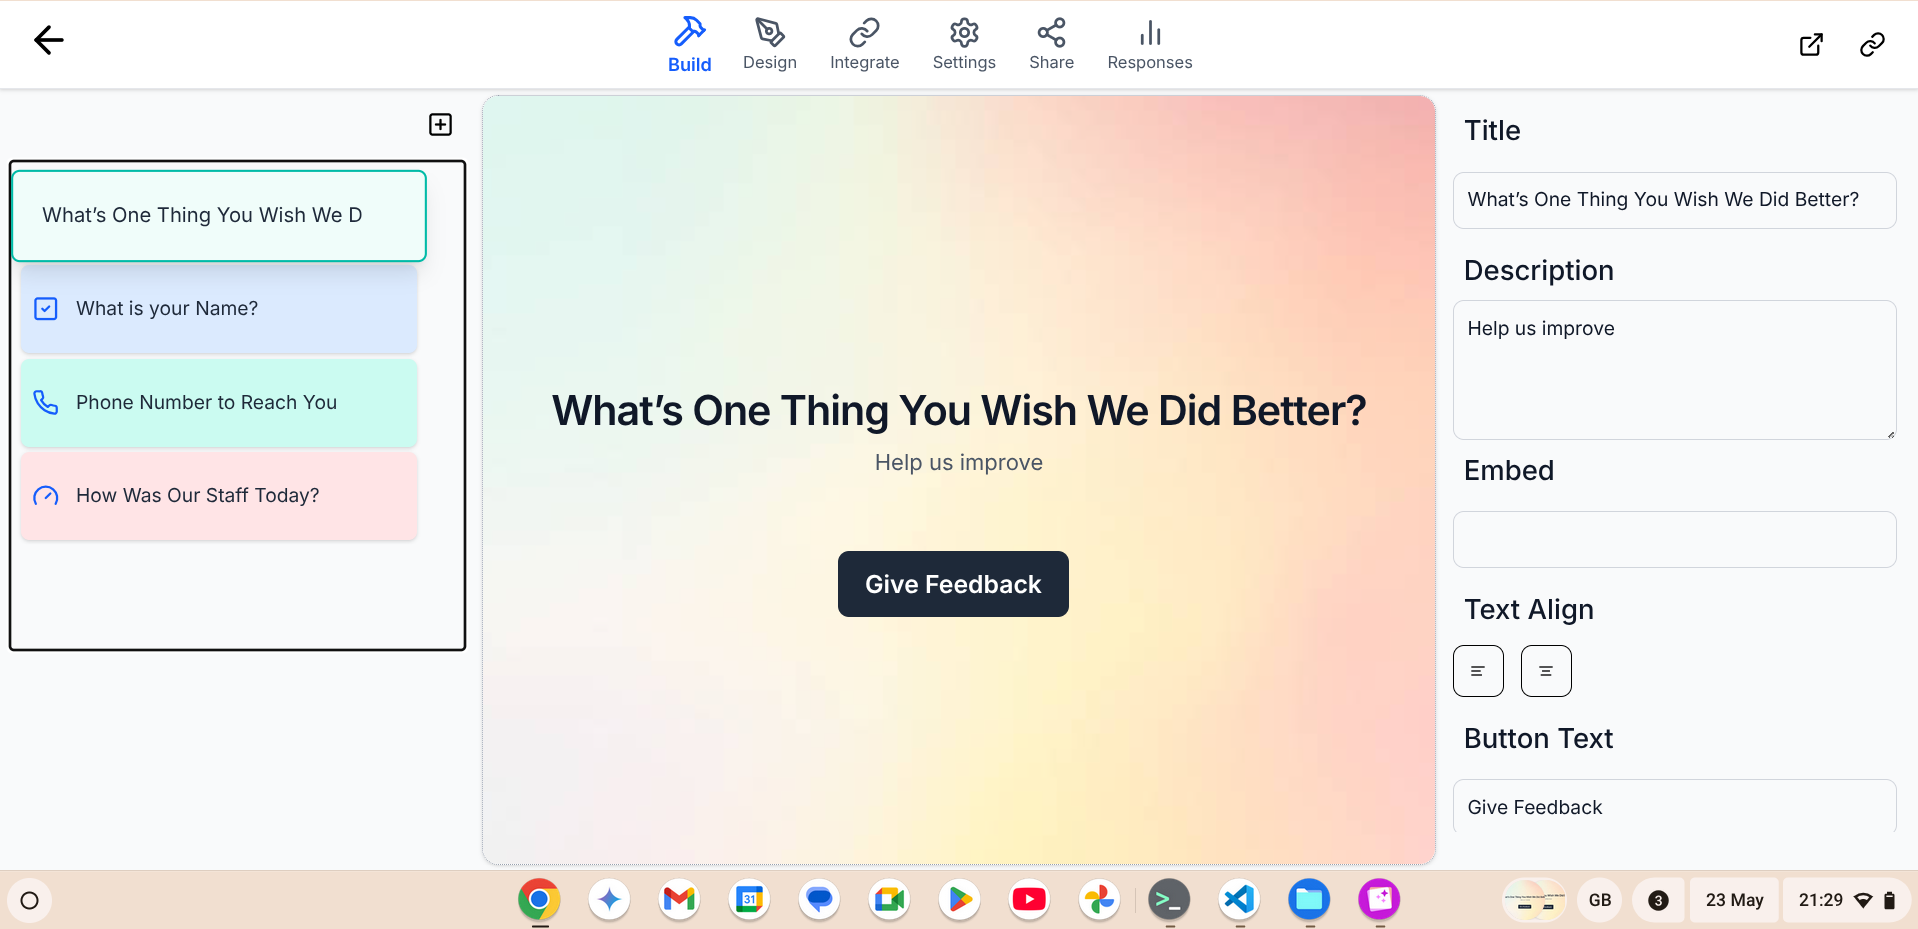 Build
Design
Integrate
Settings
Share
Responses
What's One Thing You Wish We D
What is your Name?
Phone Number to Reach You
How Was Our Staff Today?
What's One Thing You Wish We Did Better?
Help us improve
Give Feedback
Title
What's One Thing You Wish We Did Better?
Description
Help us improve
Embed
Text Align
Button Text
Give Feedback
31
GB
3
23 May
21:29